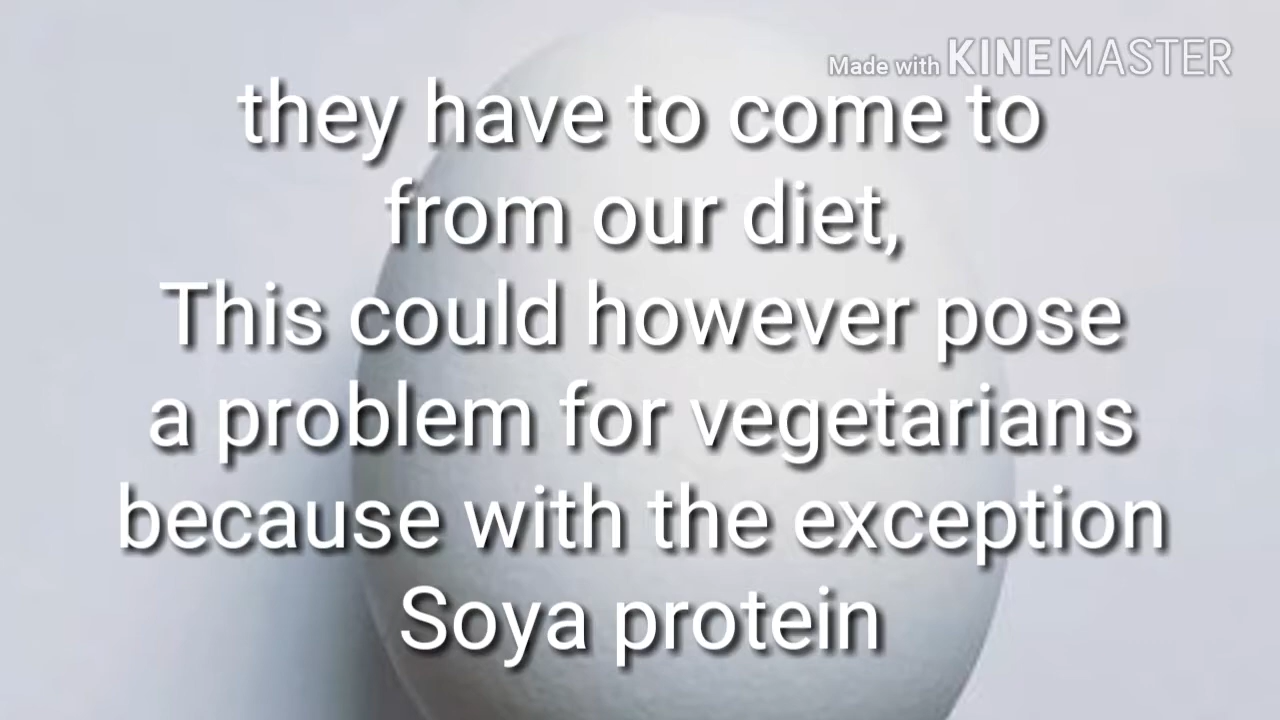 Made with KINEMASTER
they have to come to
from our diet,
This could however pose
a problem for vegetarians
because with the exception
Soya protein